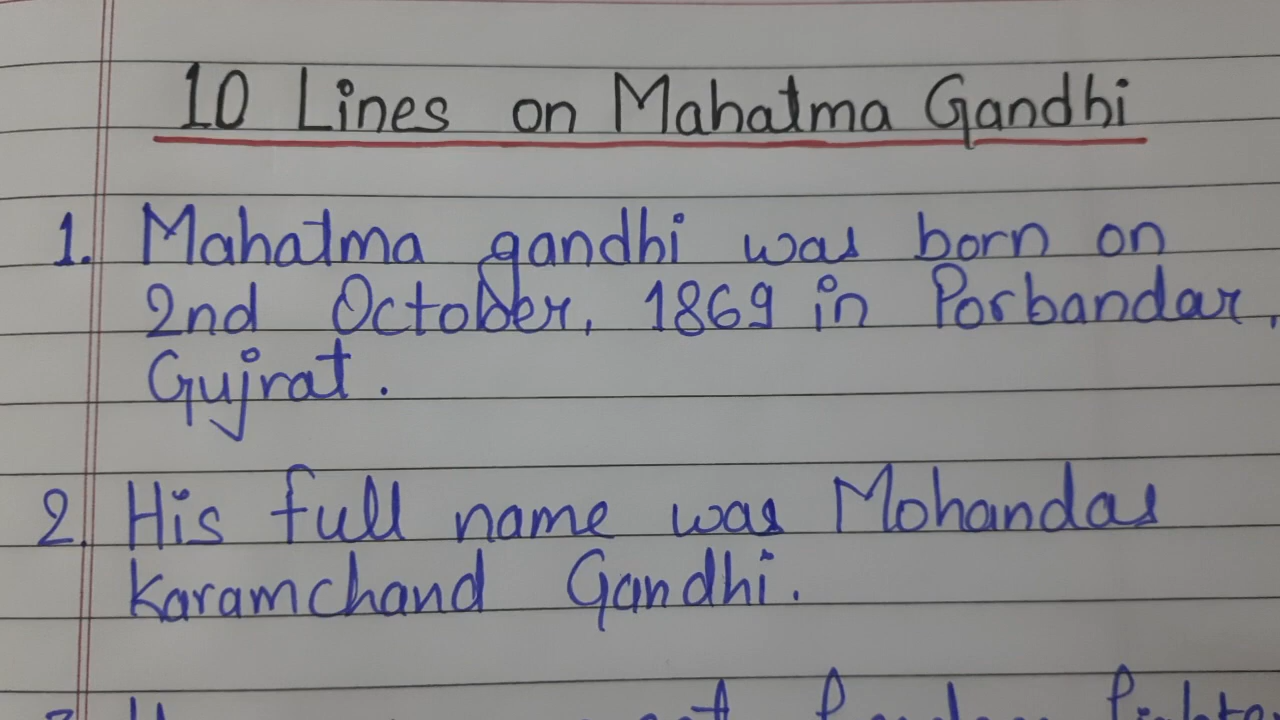 10 Lines on Mahatma Gandhi
1. Mahatma gandhi was born on
2nd October, 1869 in Porbandar,
Gujrat.
2. His full name was Mohandas
Karamchand Gandhi.